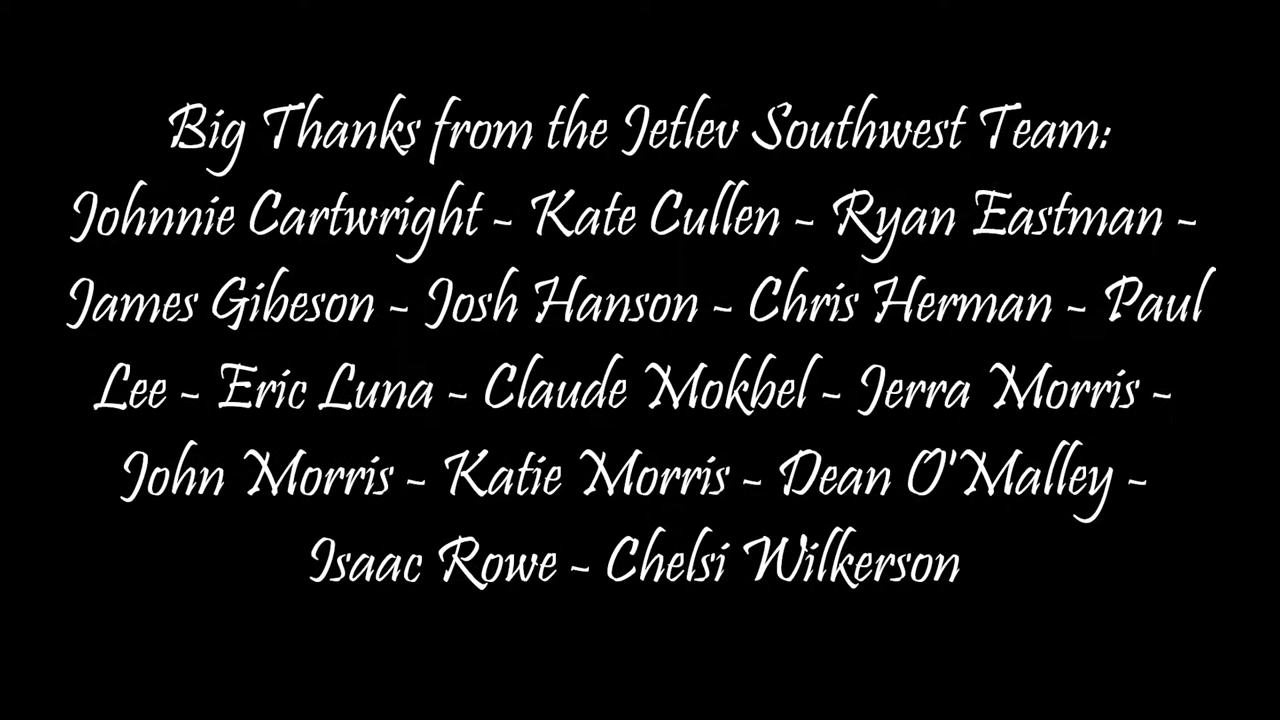 Big Thanks from the Jetlev Southwest Team:
Johnnie Cartwright - Kate Cullen - Ryan Eastman -
James Gibeson - Josh Hanson - Chris Herman - Paul
Lee - Eric Luna - Claude Mokbel - Jerra Morris -
John Morris - Katie Morris - Dean O'Malley -
Isaac Rowe - Chelsi Wilkerson